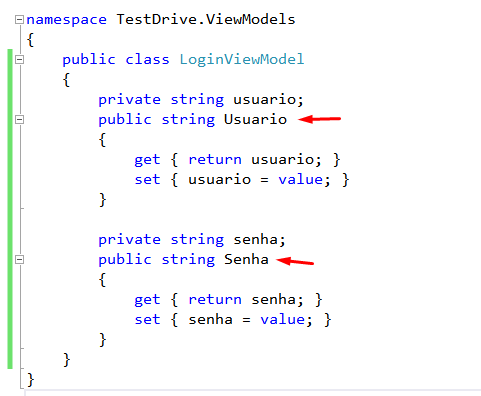 namespace TestDrive.ViewModels
{
public class LoginViewModel
{
private string usuario;
public string Usuario
{
get { return usuario; }
set { usuario = value; }
}
private string senha;
public string Senha
{
get { return senha; }
set { senha = value; }
}
}
}